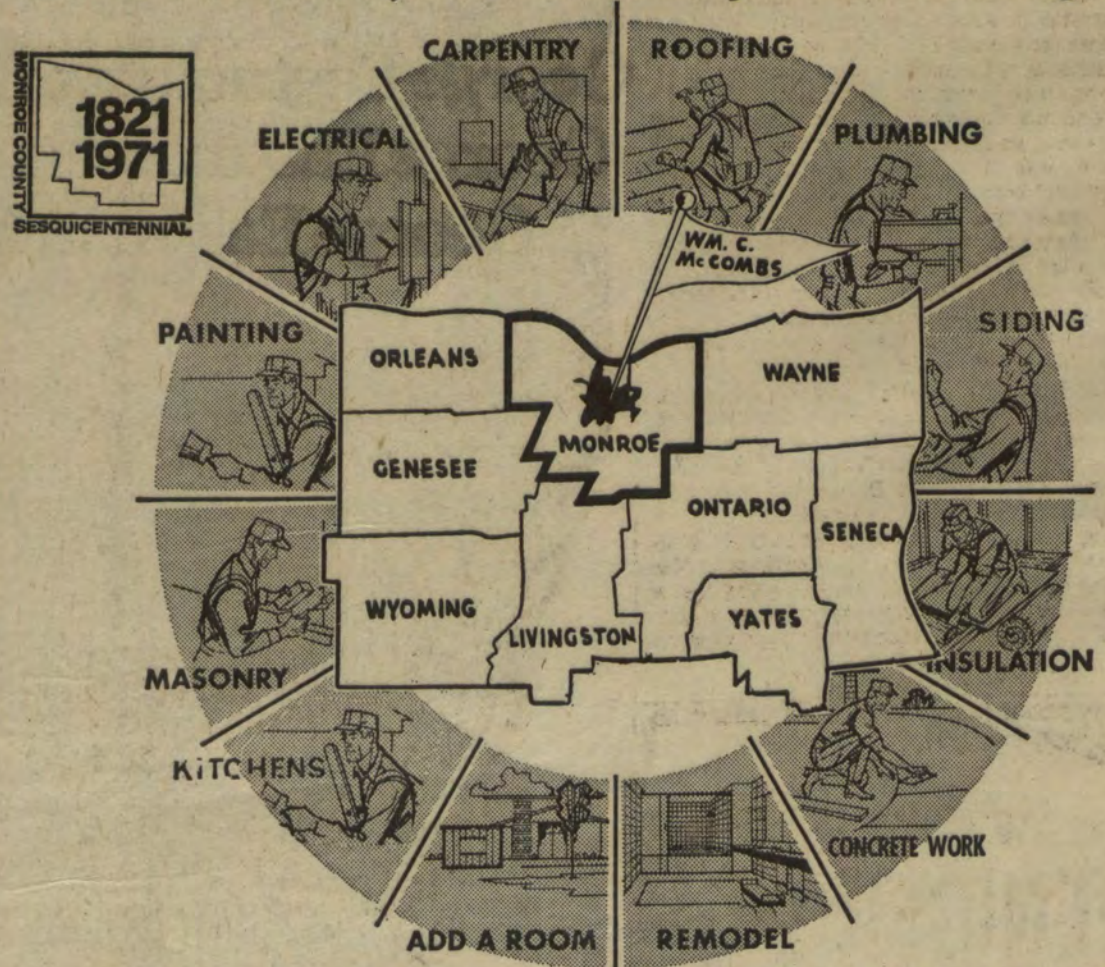 CARPENTRY
ROOFING
1821
1971
MONROE COUNTY
SESQUICENTENNIAL
ELECTRICAL
PLUMBING
WM. C.
McCOMBS
PAINTING
SIDING
ORLEANS
WAYNE
MONROE
GENESEE
ONTARIO
SENECA
WYOMING
LIVINGSTON
YATES
MASONRY
INSULATION
KiTCHENS
CONCRETE WORK
ADD A ROOM
REMODEL